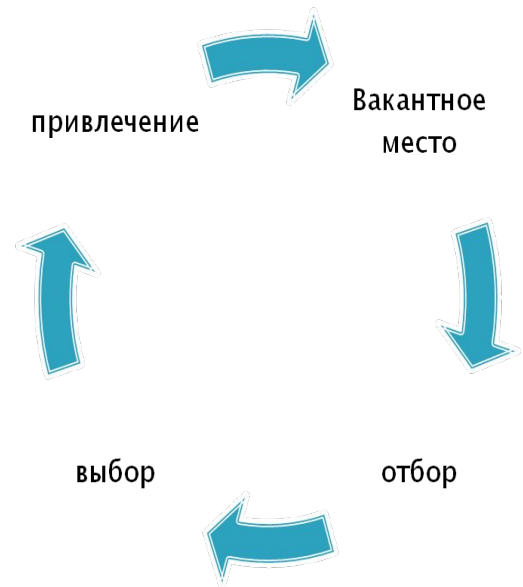 привлечение
Вакантное
место
выбор
отбор